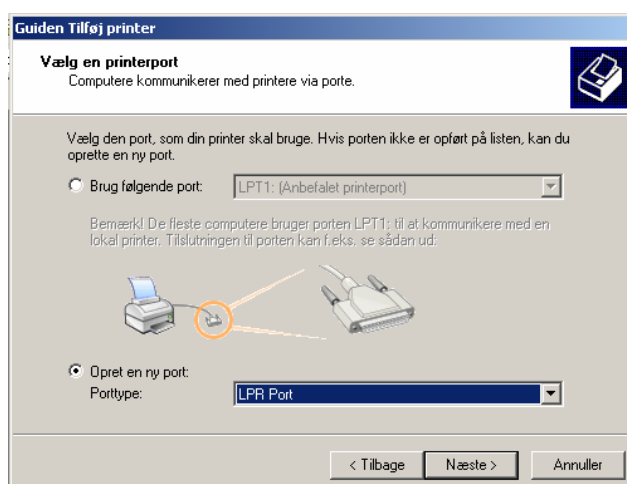 Guiden Tilføj printer
Vælg en printerport
Computere kommunikerer med printere via porte.
Vælg den port, som din printer skal bruge. Hvis porten ikke er opført på listen, kan du
oprette en ny port.
Brug følgende port: LPT1: (Anbefalet printerport)
Bemærk! De fleste computere bruger porten LPT1: til at kommunikere med en
lokal printer. Tilslutningen til porten kan f.eks. se sådan ud:
Opret en ny port:
Porttype: LPR Port
< Tilbage Næste > Annuller